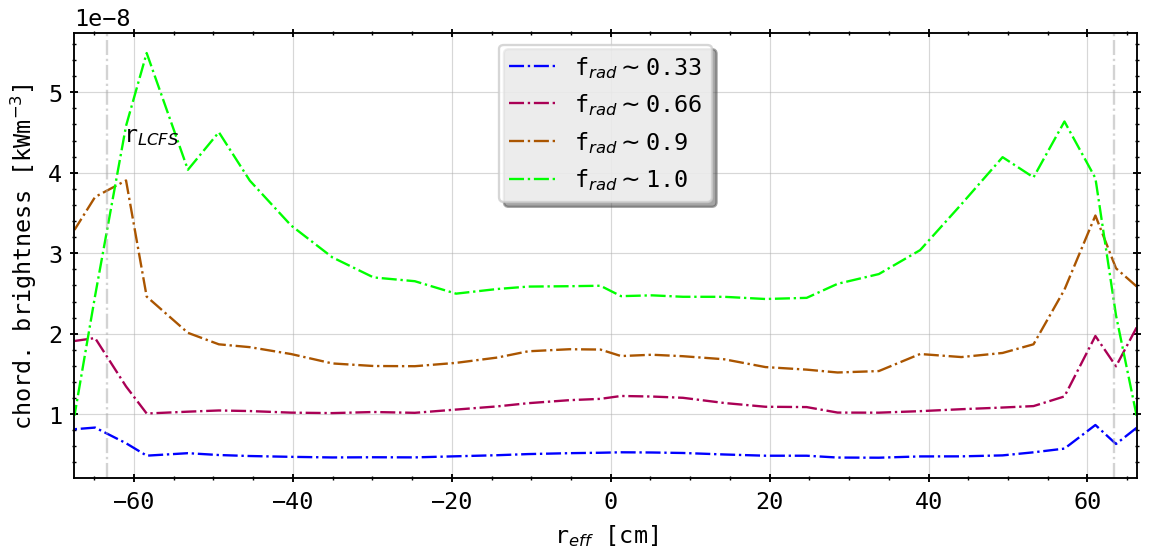 1e−8
chord. brightness [kWm⁻³]
5
4
3
2
1
r_LCFS
f_rad ∼ 0.33
f_rad ∼ 0.66
f_rad ∼ 0.9
f_rad ∼ 1.0
−60 −40 −20 0 20 40 60
r_eff [cm]